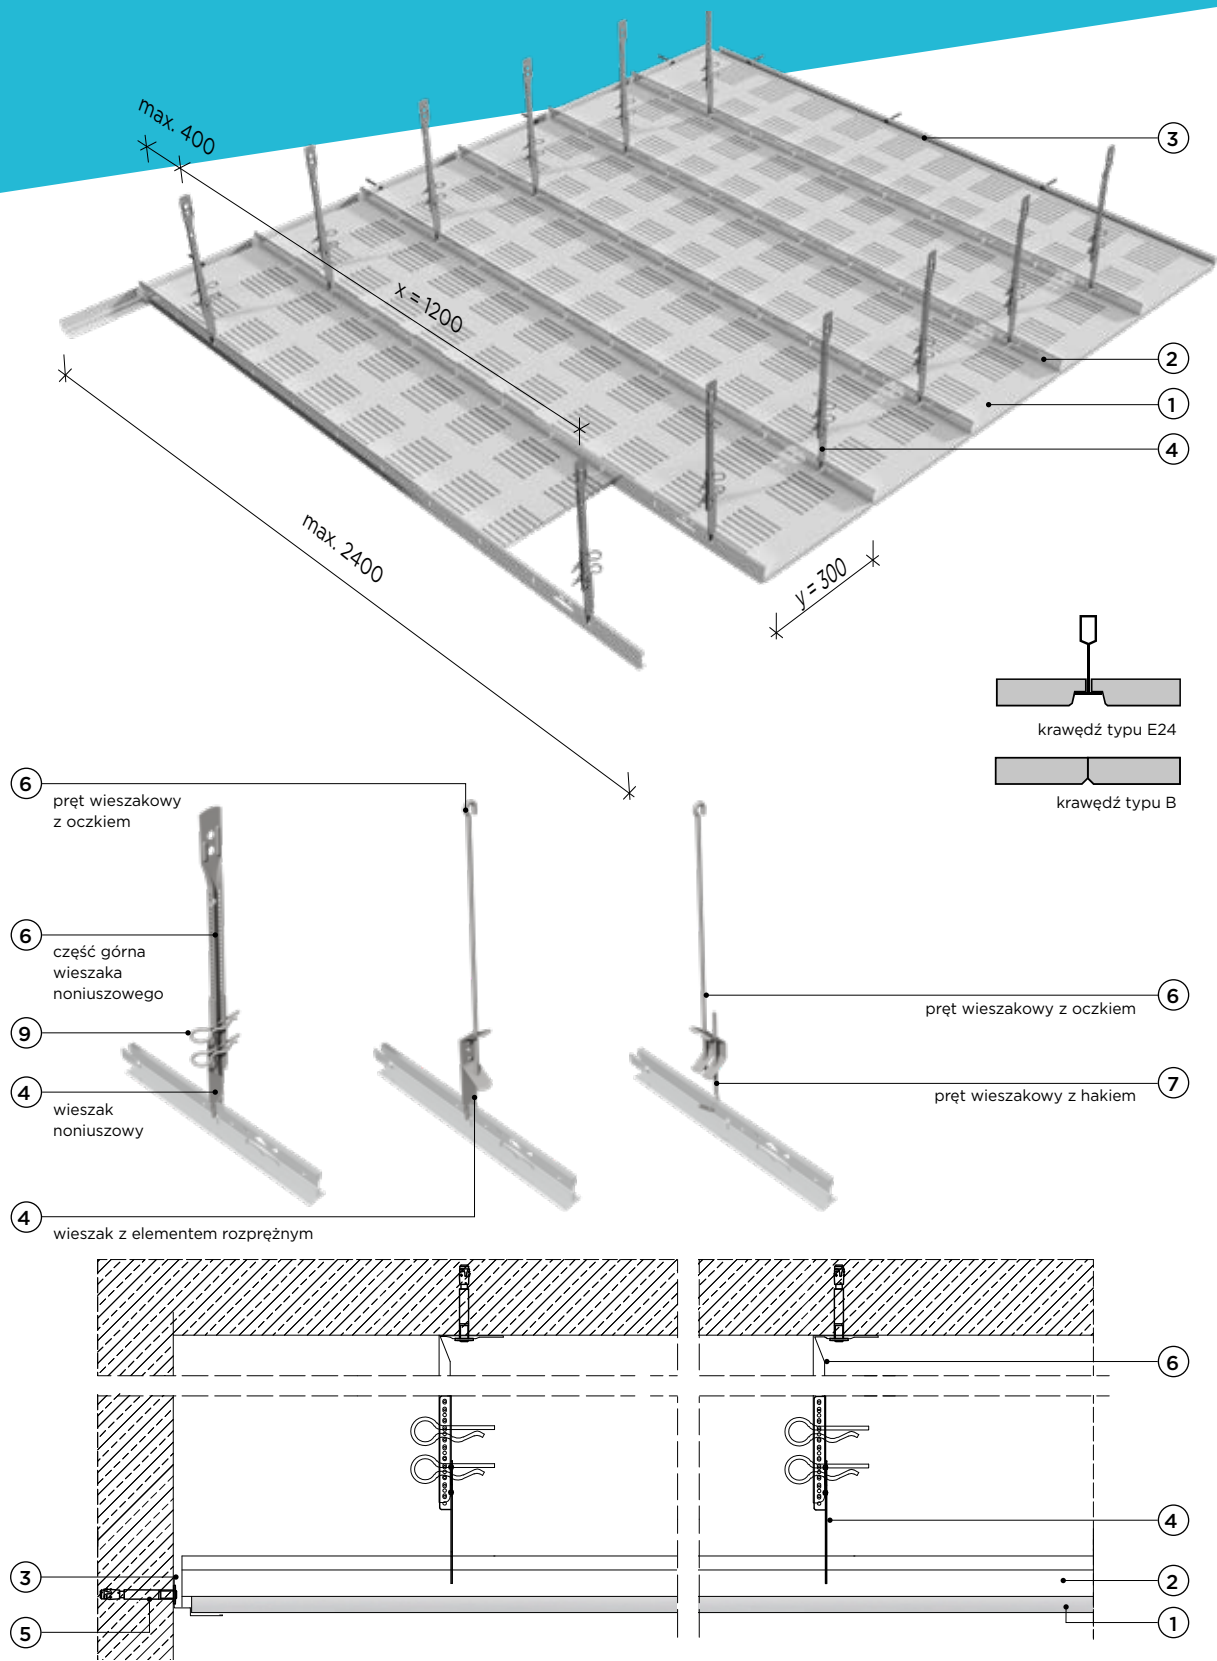 max. 400
3
x = 1200
2
1
4
max. 2400
y = 300
krawędź typu E24
krawędź typu B
6
pręt wieszakowy
z oczkiem
6
część górna
wieszaka
noniuszowego
9
4
wieszak
noniuszowy
6
pręt wieszakowy z oczkiem
7
pręt wieszakowy z hakiem
4
wieszak z elementem rozprężnym
6
4
3
2
5
1